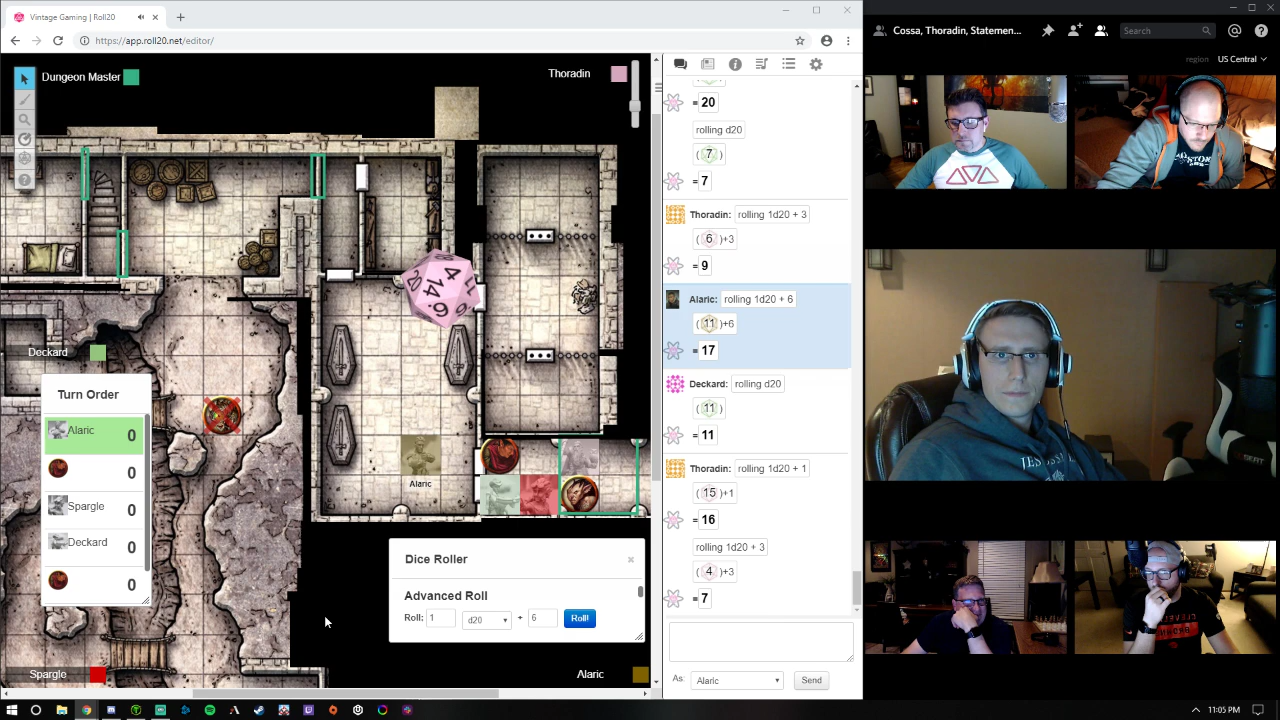 Vintage Gaming | Roll20
https://app.roll20.net/editor/
Dungeon Master
Thoradin
Deckard
Turn Order
Alaric 0
0
Spargle 0
Deckard 0
0
Spargle
Alaric
Alaric
4
14
6
Dice Roller
Advanced Roll
Roll: 1 d20 + 6 Roll!
= 20
rolling d20
(7)
= 7
Thoradin: rolling 1d20 + 3
(6)+3
= 9
Alaric: rolling 1d20 + 6
(11)+6
= 17
Deckard: rolling d20
(11)
= 11
Thoradin: rolling 1d20 + 1
(15)+1
= 16
rolling 1d20 + 3
(4)+3
= 7
As: Alaric Send
Cossa, Thoradin, Statemen...
Search
region US Central
11:05 PM